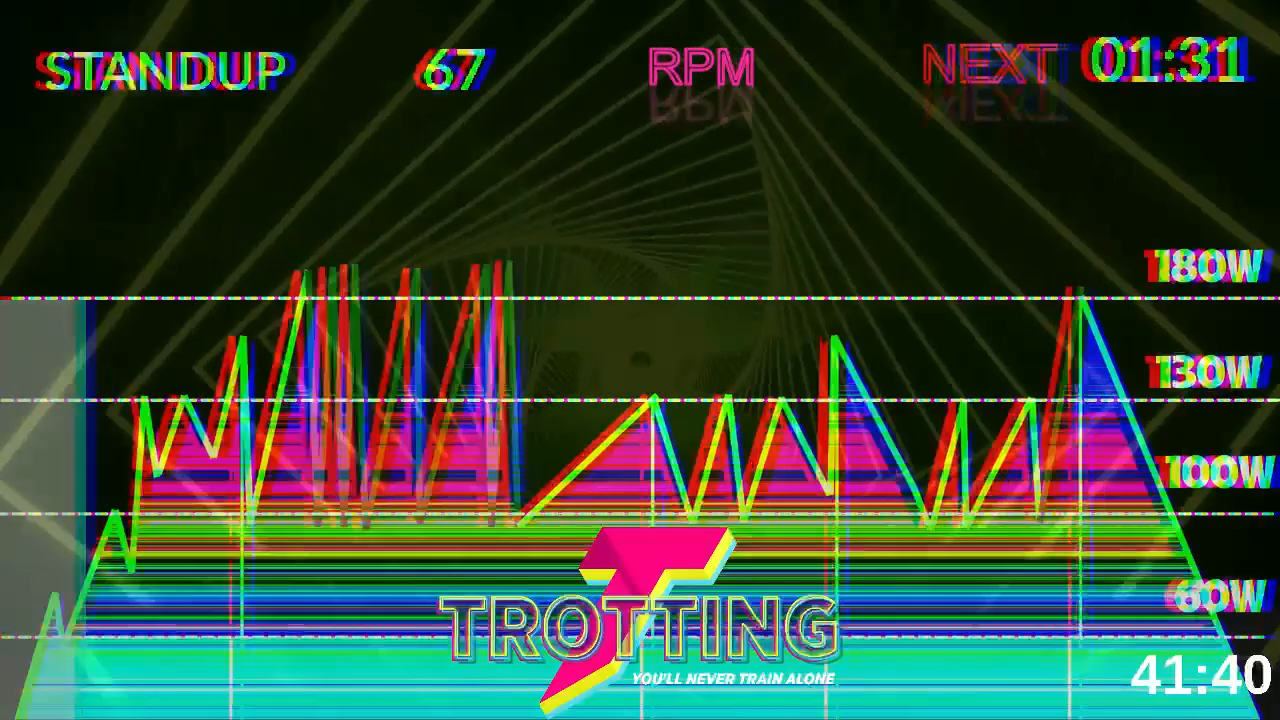 STANDUP 67 RPM NEXT 01:31
180W
130W
100W
60W
TROTTING
YOU'LL NEVER TRAIN ALONE
41:40